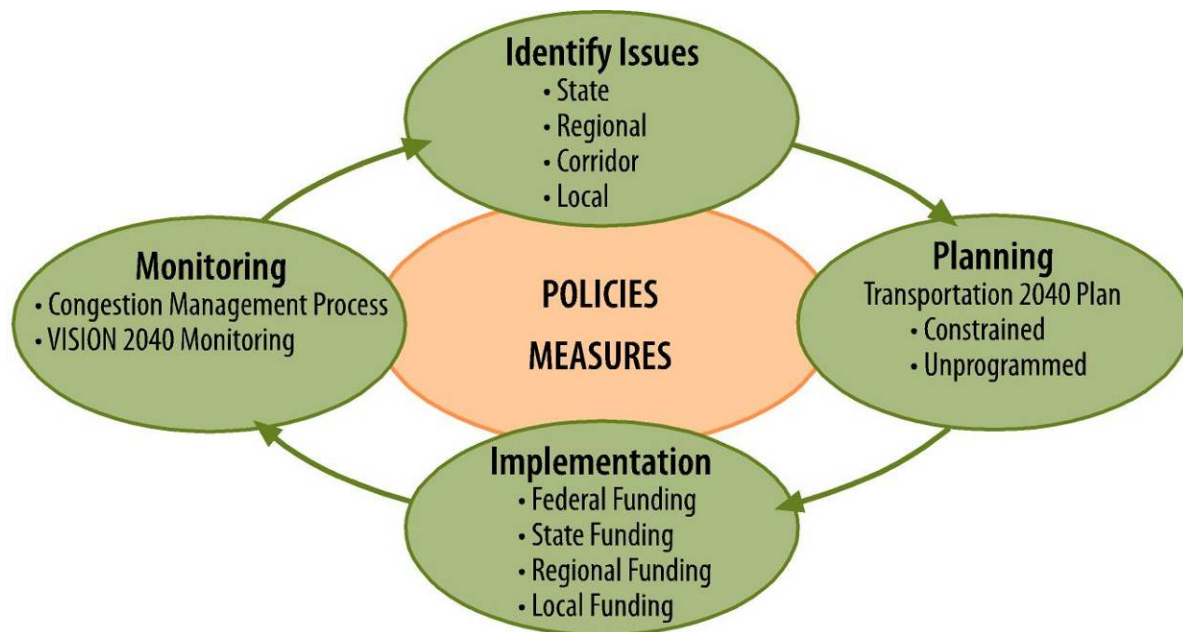 Identify Issues
• State
• Regional
• Corridor
• Local
Monitoring
• Congestion Management Process
• VISION 2040 Monitoring
POLICIES
MEASURES
Planning
Transportation 2040 Plan
• Constrained
• Unprogrammed
Implementation
• Federal Funding
• State Funding
• Regional Funding
• Local Funding